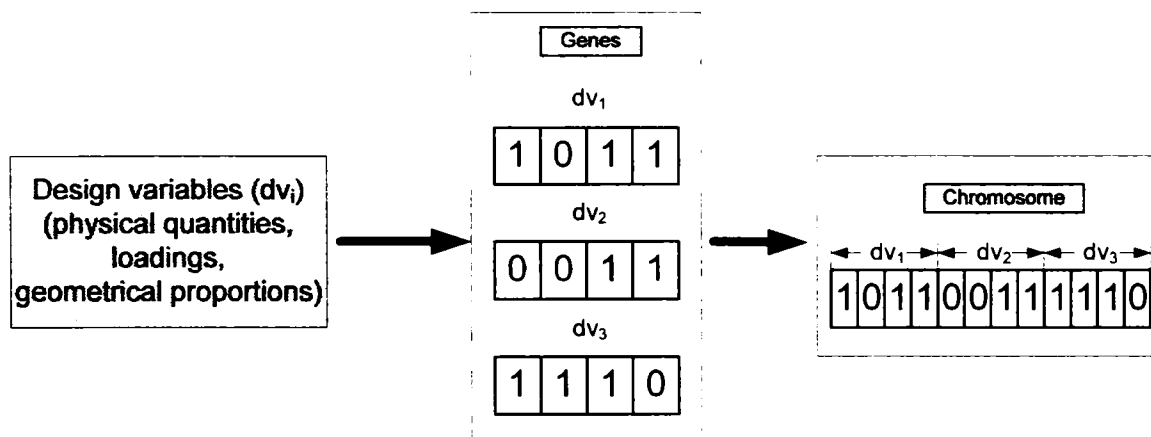 Design variables (dvᵢ)
(physical quantities,
loadings,
geometrical proportions)
Genes
dv₁
1 0 1 1
dv₂
0 0 1 1
dv₃
1 1 1 0
Chromosome
dv₁ dv₂ dv₃
1 0 1 1 0 0 1 1 1 1 1 0